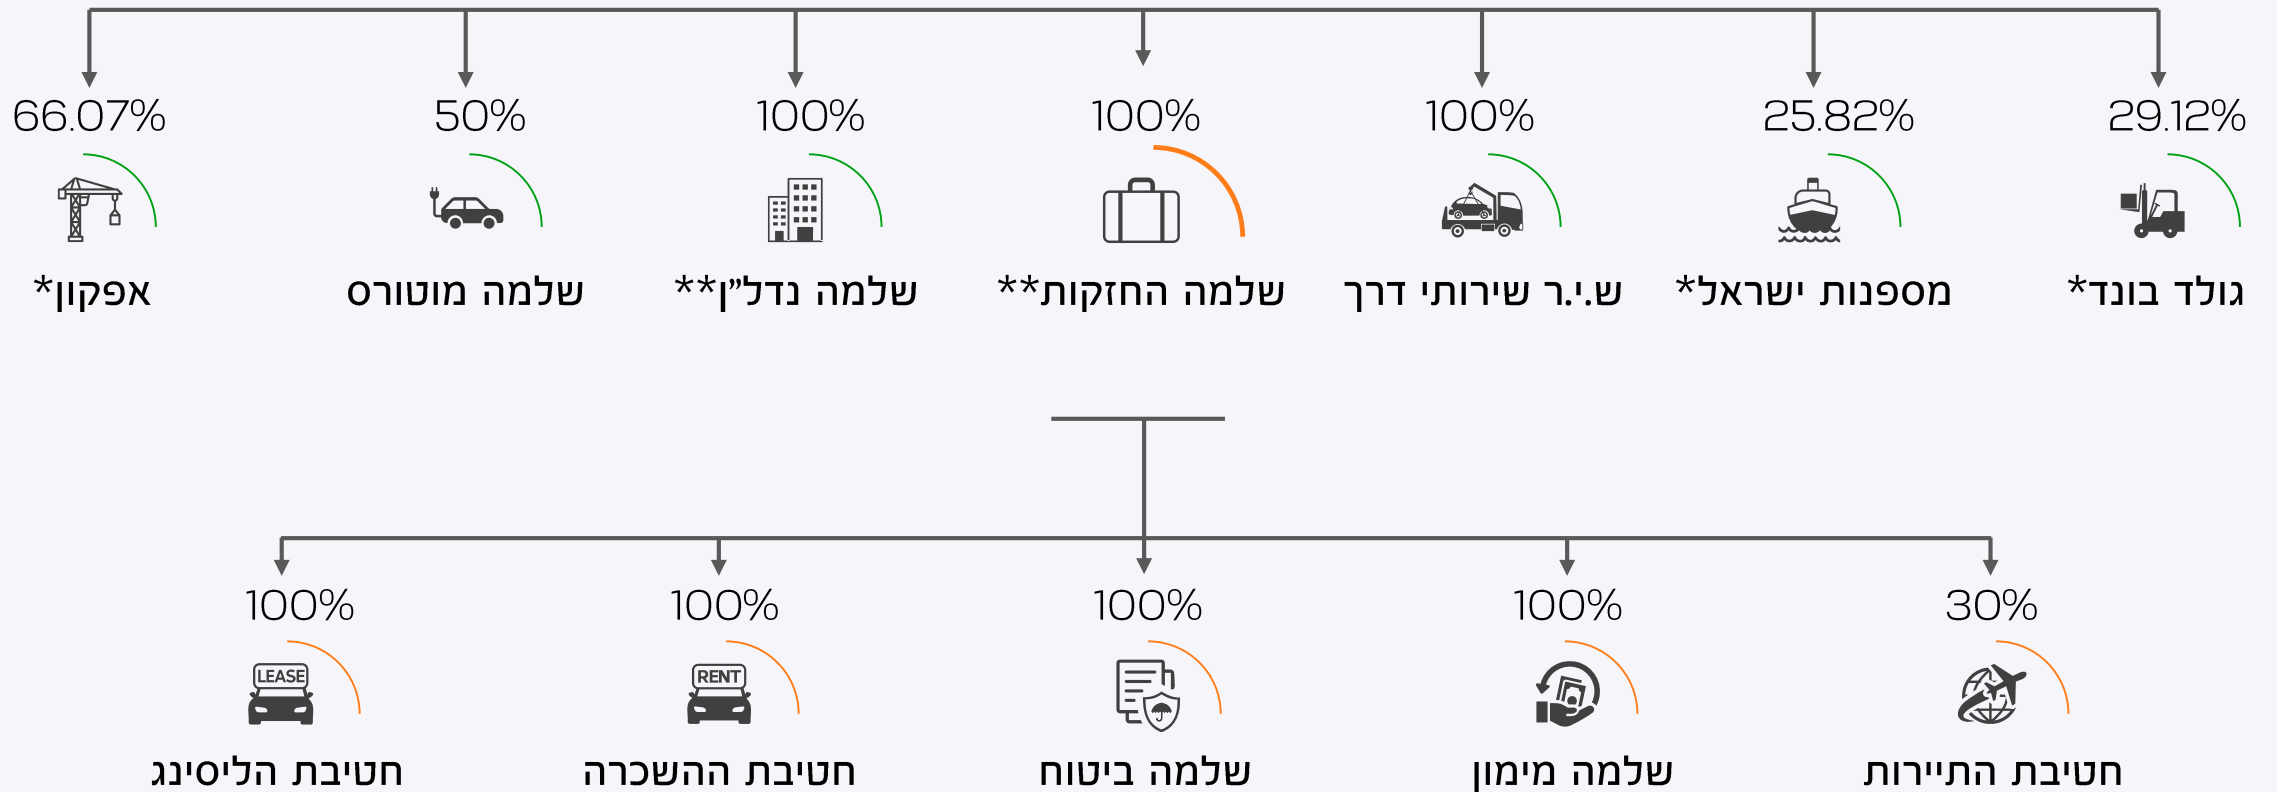 29.12%
25.82%
100%
100%
100%
50%
66.07%
גולד בונד*
מספנות ישראל*
ש.י.ר שירותי דרך
שלמה החזקות**
שלמה נדל"ן**
שלמה מוטורס
אפקון*
30%
100%
100%
100%
100%
RENT
LEASE
חטיבת התיירות
שלמה מימון
שלמה ביטוח
חטיבת ההשכרה
חטיבת הליסינג